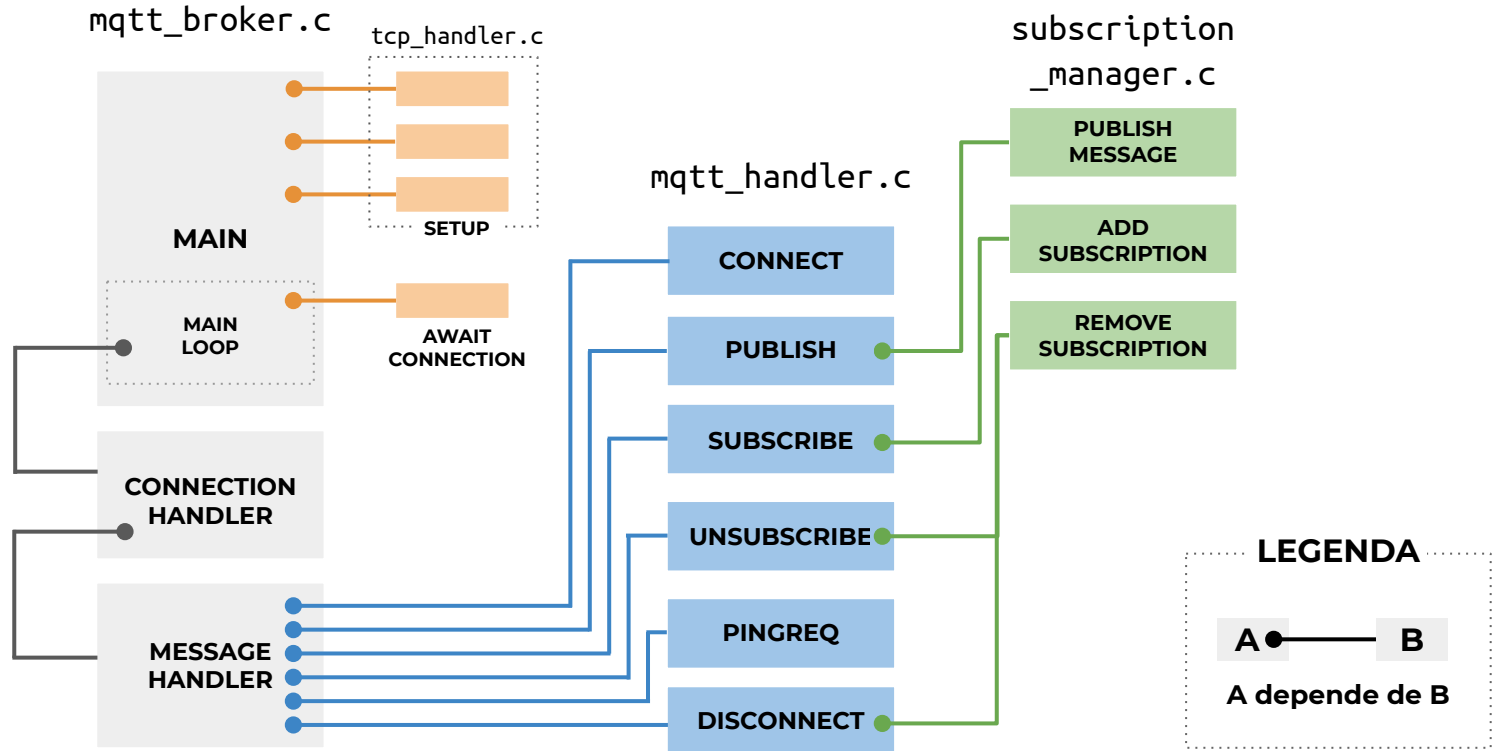 mqtt_broker.c
tcp_handler.c
SETUP
MAIN
MAIN
LOOP
AWAIT
CONNECTION
CONNECTION
HANDLER
MESSAGE
HANDLER
mqtt_handler.c
CONNECT
PUBLISH
SUBSCRIBE
UNSUBSCRIBE
PINGREQ
DISCONNECT
subscription
_manager.c
PUBLISH
MESSAGE
ADD
SUBSCRIPTION
REMOVE
SUBSCRIPTION
LEGENDA
A B
A depende de B